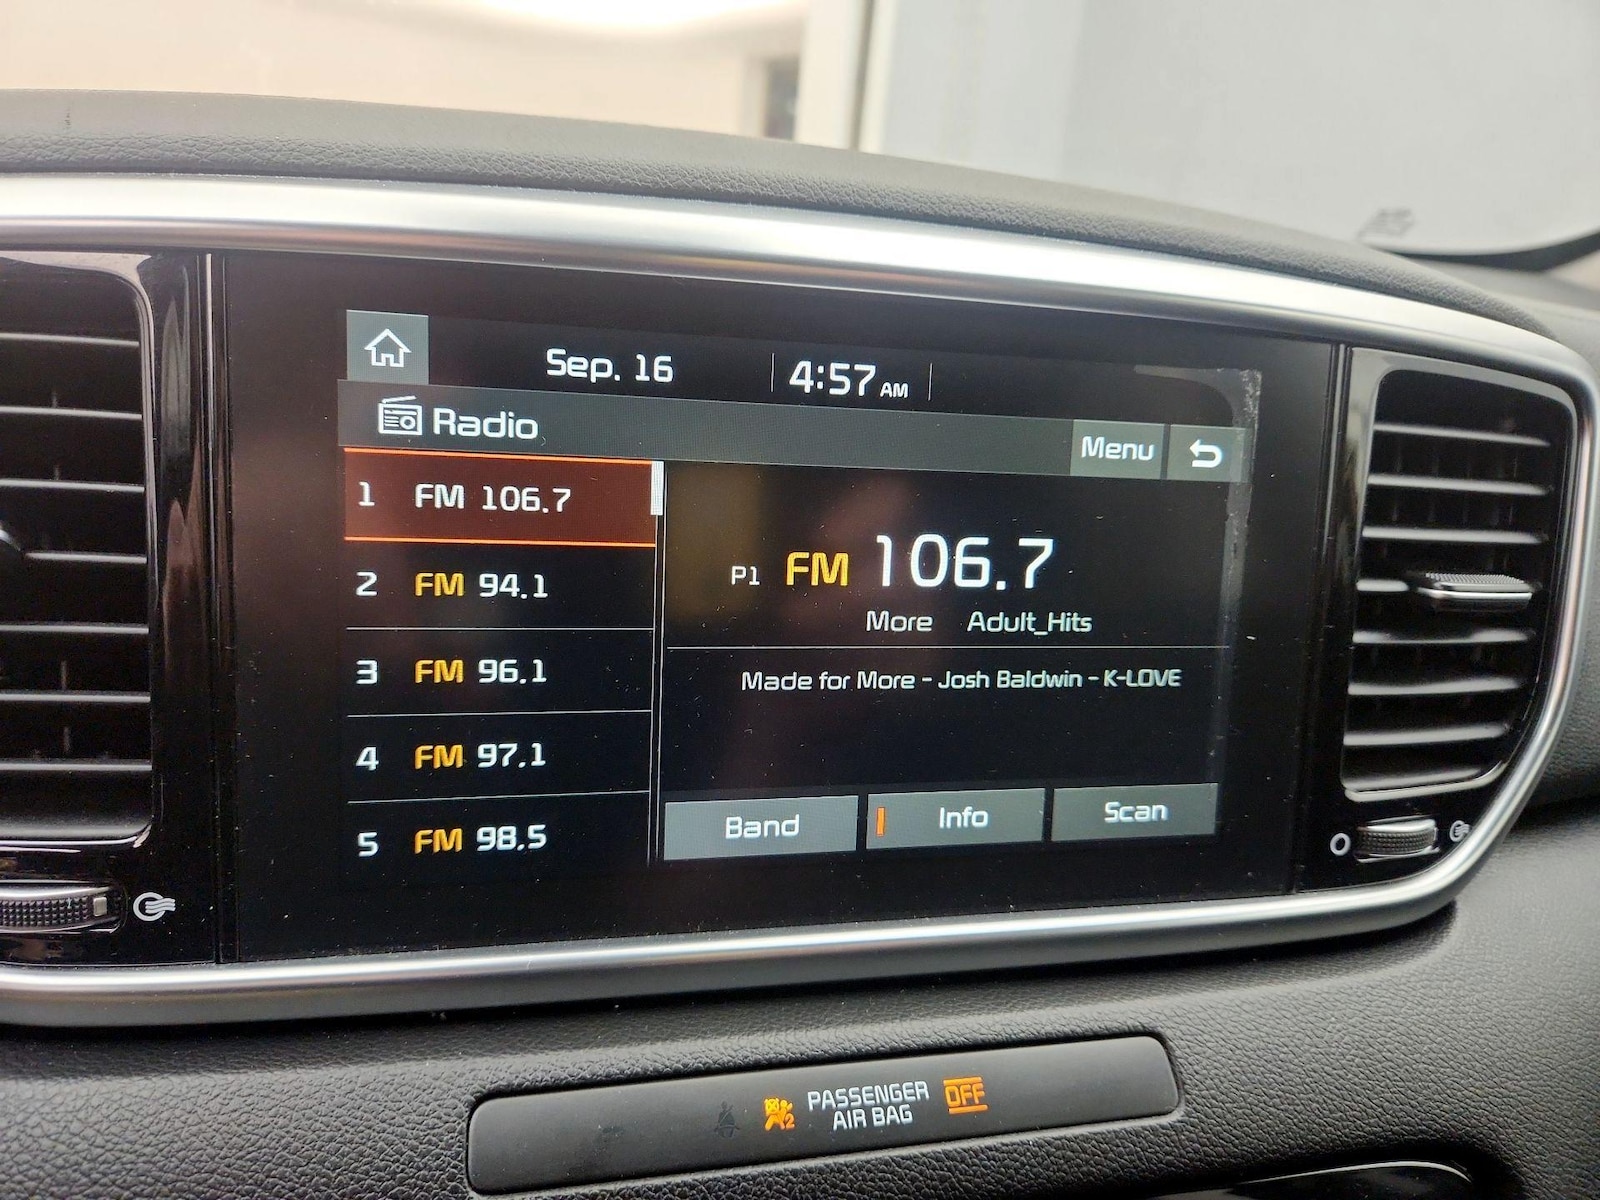 Sep. 16
4:57 AM
Radio
Menu
1 FM 106.7
2 FM 94.1
3 FM 96.1
4 FM 97.1
5 FM 98.5
P1 FM 106.7
More Adult_Hits
Made for More - Josh Baldwin - K-LOVE
Band
Info
Scan
2 PASSENGER AIR BAG OFF